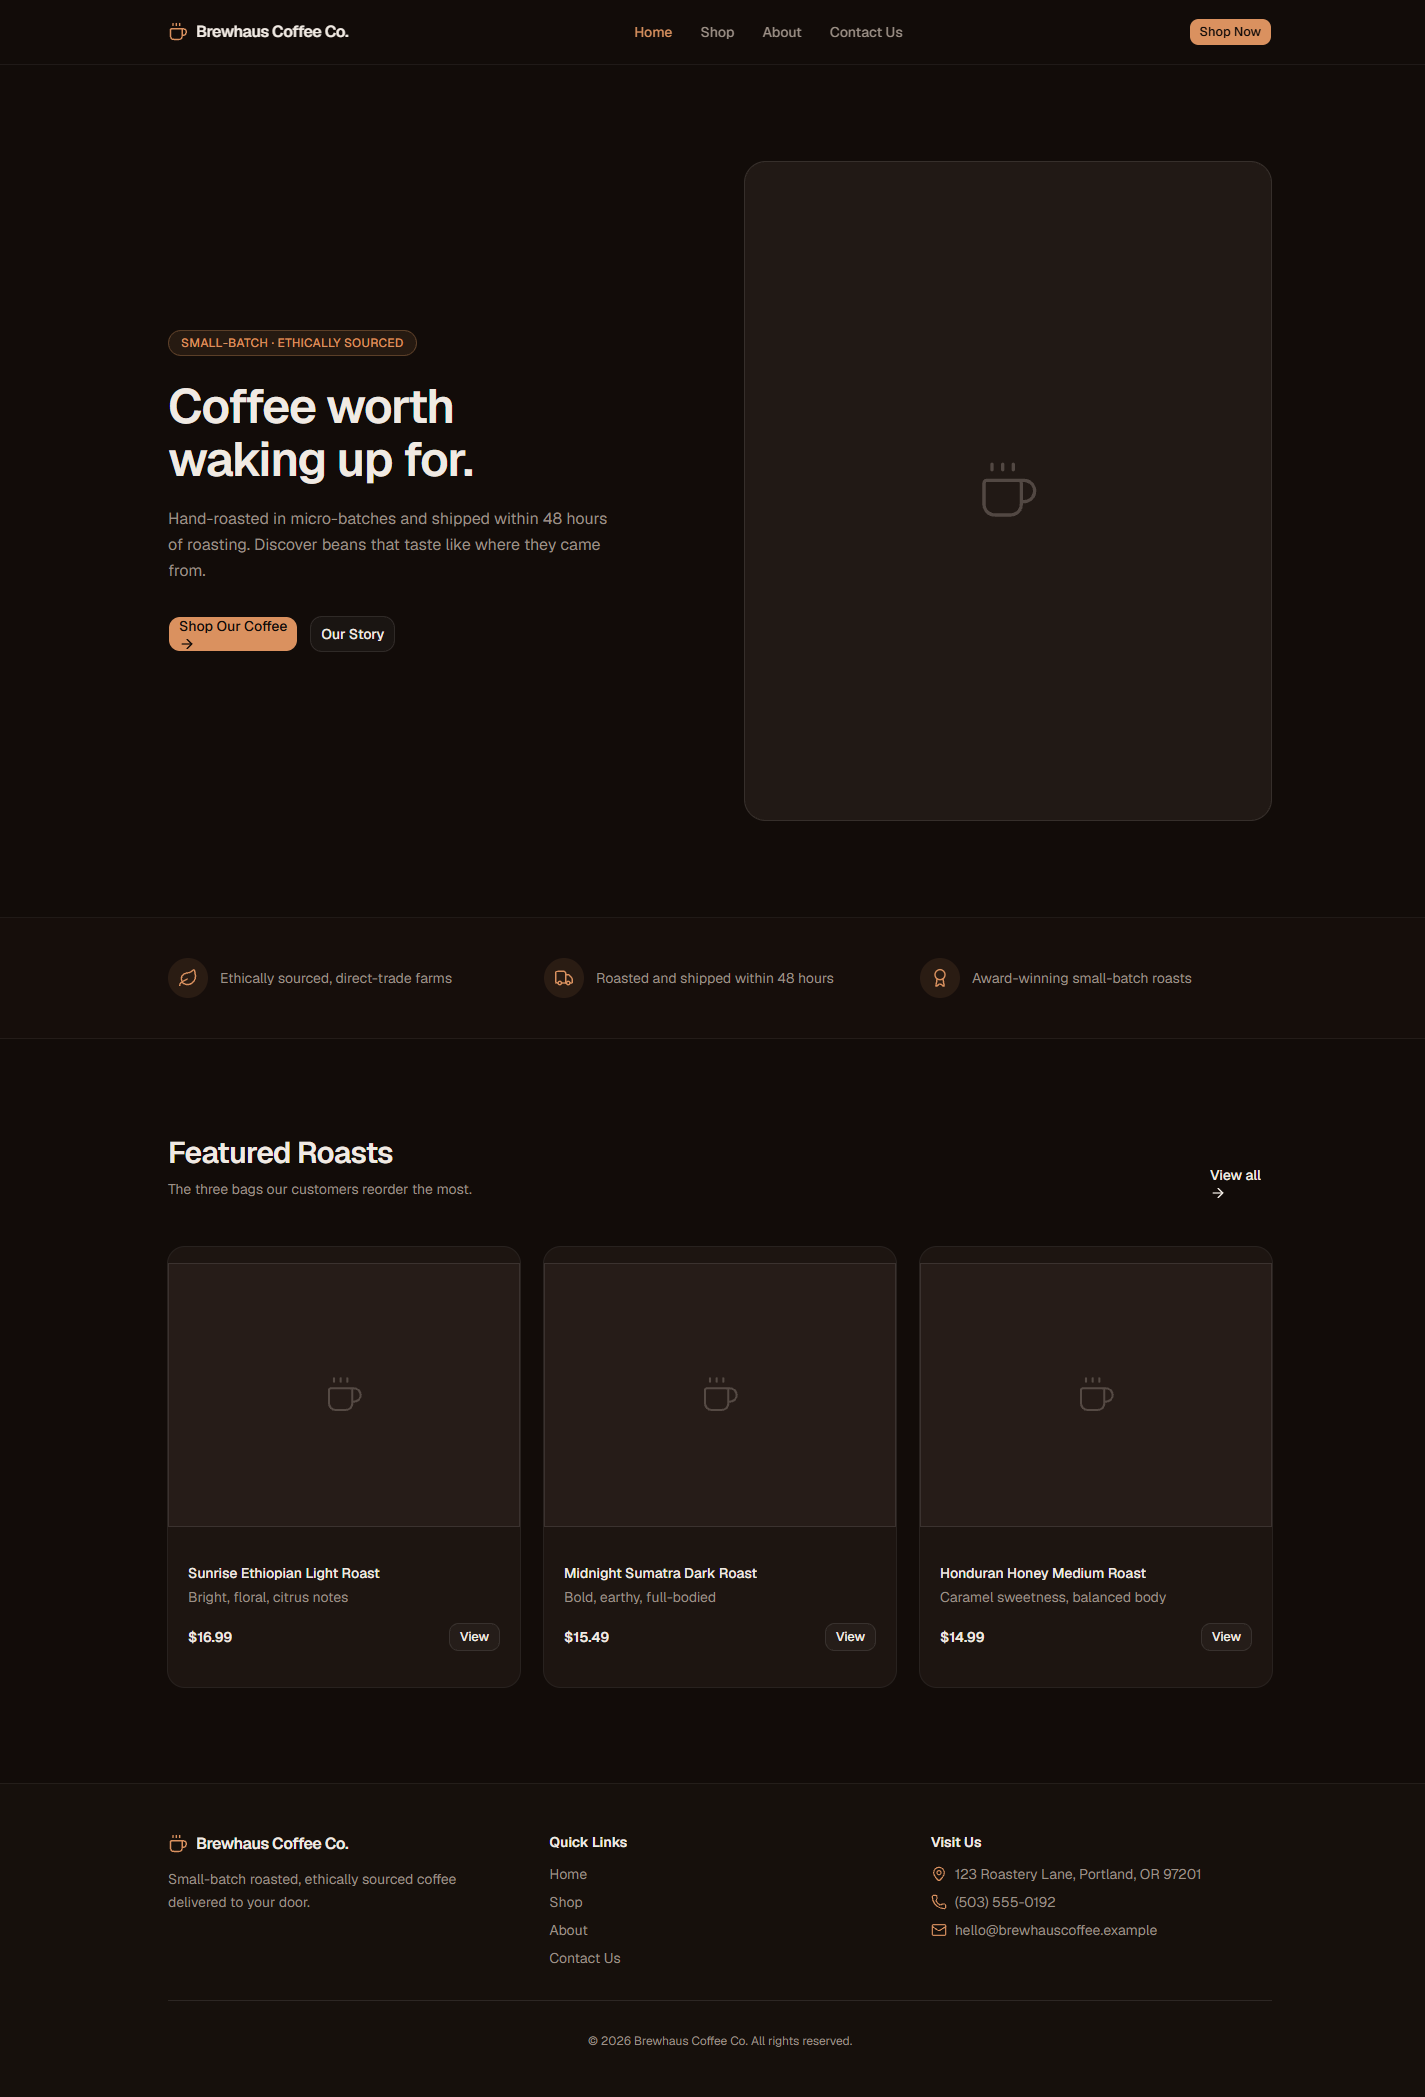 Brewhaus Coffee Co.
Home
Shop
About
Contact Us
Shop Now
SMALL-BATCH · ETHICALLY SOURCED
Coffee worth
waking up for.
Hand-roasted in micro-batches and shipped within 48 hours
of roasting. Discover beans that taste like where they came
from.
Shop Our Coffee
→
Our Story
Ethically sourced, direct-trade farms
Roasted and shipped within 48 hours
Award-winning small-batch roasts
Featured Roasts
The three bags our customers reorder the most.
View all
→
Sunrise Ethiopian Light Roast
Bright, floral, citrus notes
$16.99
View
Midnight Sumatra Dark Roast
Bold, earthy, full-bodied
$15.49
View
Honduran Honey Medium Roast
Caramel sweetness, balanced body
$14.99
View
Brewhaus Coffee Co.
Small-batch roasted, ethically sourced coffee
delivered to your door.
Quick Links
Home
Shop
About
Contact Us
Visit Us
123 Roastery Lane, Portland, OR 97201
(503) 555-0192
hello@brewhauscoffee.example
© 2026 Brewhaus Coffee Co. All rights reserved.